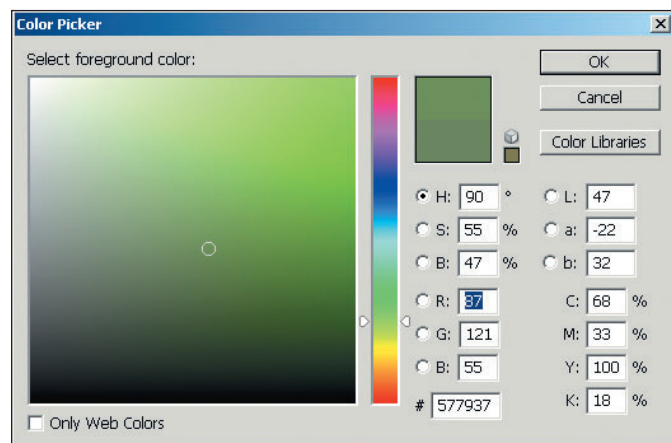 Color Picker
Select foreground color:
OK
Cancel
Color Libraries
H: 90 ° L: 47
S: 55 % a: -22
B: 47 % b: 32
R: 87 C: 68 %
G: 121 M: 33 %
B: 55 Y: 100 %
# 577937 K: 18 %
Only Web Colors